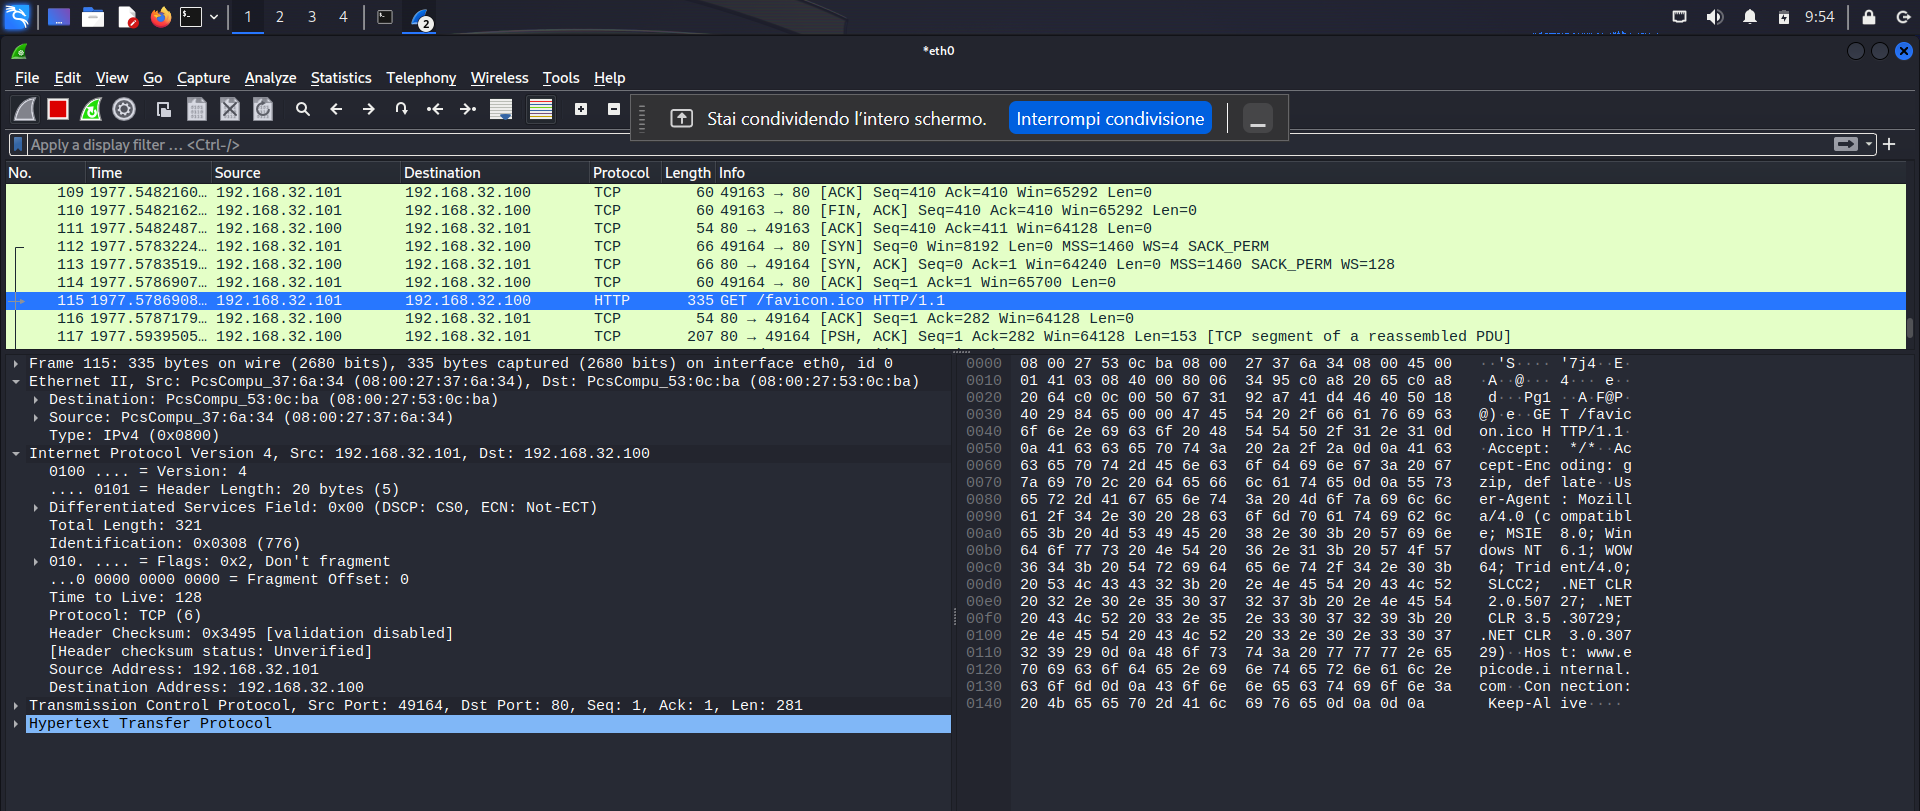 1 2 3 4 2 9:54
*eth0
File Edit View Go Capture Analyze Statistics Telephony Wireless Tools Help
Stai condividendo l'intero schermo. Interrompi condivisione
Apply a display filter … <Ctrl-/>
No. Time Source Destination Protocol Length Info
109 1977.5482160… 192.168.32.101 192.168.32.100 TCP 60 49163 → 80 [ACK] Seq=410 Ack=410 Win=65292 Len=0
110 1977.5482162… 192.168.32.101 192.168.32.100 TCP 60 49163 → 80 [FIN, ACK] Seq=410 Ack=410 Win=65292 Len=0
111 1977.5482487… 192.168.32.100 192.168.32.101 TCP 54 80 → 49163 [ACK] Seq=410 Ack=411 Win=64128 Len=0
112 1977.5783224… 192.168.32.101 192.168.32.100 TCP 66 49164 → 80 [SYN] Seq=0 Win=8192 Len=0 MSS=1460 WS=4 SACK_PERM
113 1977.5783519… 192.168.32.100 192.168.32.101 TCP 66 80 → 49164 [SYN, ACK] Seq=0 Ack=1 Win=64240 Len=0 MSS=1460 SACK_PERM WS=128
114 1977.5786907… 192.168.32.101 192.168.32.100 TCP 60 49164 → 80 [ACK] Seq=1 Ack=1 Win=65700 Len=0
115 1977.5786908… 192.168.32.101 192.168.32.100 HTTP 335 GET /favicon.ico HTTP/1.1
116 1977.5787179… 192.168.32.100 192.168.32.101 TCP 54 80 → 49164 [ACK] Seq=1 Ack=282 Win=64128 Len=0
117 1977.5939505… 192.168.32.100 192.168.32.101 TCP 207 80 → 49164 [PSH, ACK] Seq=1 Ack=282 Win=64128 Len=153 [TCP segment of a reassembled PDU]
Frame 115: 335 bytes on wire (2680 bits), 335 bytes captured (2680 bits) on interface eth0, id 0
Ethernet II, Src: PcsCompu_37:6a:34 (08:00:27:37:6a:34), Dst: PcsCompu_53:0c:ba (08:00:27:53:0c:ba)
Destination: PcsCompu_53:0c:ba (08:00:27:53:0c:ba)
Source: PcsCompu_37:6a:34 (08:00:27:37:6a:34)
Type: IPv4 (0x0800)
Internet Protocol Version 4, Src: 192.168.32.101, Dst: 192.168.32.100
0100 .... = Version: 4
.... 0101 = Header Length: 20 bytes (5)
Differentiated Services Field: 0x00 (DSCP: CS0, ECN: Not-ECT)
Total Length: 321
Identification: 0x0308 (776)
010. .... = Flags: 0x2, Don't fragment
...0 0000 0000 0000 = Fragment Offset: 0
Time to Live: 128
Protocol: TCP (6)
Header Checksum: 0x3495 [validation disabled]
[Header checksum status: Unverified]
Source Address: 192.168.32.101
Destination Address: 192.168.32.100
Transmission Control Protocol, Src Port: 49164, Dst Port: 80, Seq: 1, Ack: 1, Len: 281
Hypertext Transfer Protocol
0000 08 00 27 53 0c ba 08 00 27 37 6a 34 08 00 45 00 ··'S···· '7j4··E·
0010 01 41 03 08 40 00 80 06 34 95 c0 a8 20 65 c0 a8 ·A··@··· 4··· e··
0020 20 64 c0 0c 00 50 67 31 92 a7 41 d4 46 40 50 18 d···Pg1 ··A·F@P·
0030 40 29 84 65 00 00 47 45 54 20 2f 66 61 76 69 63 @)·e··GE T /favic
0040 6f 6e 2e 69 63 6f 20 48 54 54 50 2f 31 2e 31 0d on.ico H TTP/1.1·
0050 0a 41 63 63 65 70 74 3a 20 2a 2f 2a 0d 0a 41 63 ·Accept: */*··Ac
0060 63 65 70 74 2d 45 6e 63 6f 64 69 6e 67 3a 20 67 cept-Enc oding: g
0070 7a 69 70 2c 20 64 65 66 6c 61 74 65 0d 0a 55 73 zip, def late··Us
0080 65 72 2d 41 67 65 6e 74 3a 20 4d 6f 7a 69 6c 6c er-Agent : Mozill
0090 61 2f 34 2e 30 20 28 63 6f 6d 70 61 74 69 62 6c a/4.0 (c ompatibl
00a0 65 3b 20 4d 53 49 45 20 38 2e 30 3b 20 57 69 6e e; MSIE 8.0; Win
00b0 64 6f 77 73 20 4e 54 20 36 2e 31 3b 20 57 4f 57 dows NT 6.1; WOW
00c0 36 34 3b 20 54 72 69 64 65 6e 74 2f 34 2e 30 3b 64; Trid ent/4.0;
00d0 20 53 4c 43 43 32 3b 20 2e 4e 45 54 20 43 4c 52 SLCC2; .NET CLR
00e0 20 32 2e 30 2e 35 30 37 32 37 3b 20 2e 4e 45 54 2.0.507 27; .NET
00f0 20 43 4c 52 20 33 2e 35 2e 33 30 37 32 39 3b 20 CLR 3.5 .30729;
0100 2e 4e 45 54 20 43 4c 52 20 33 2e 30 2e 33 30 37 .NET CLR 3.0.307
0110 32 39 29 0d 0a 48 6f 73 74 3a 20 77 77 77 2e 65 29)··Hos t: www.e
0120 70 69 63 6f 64 65 2e 69 6e 74 65 72 6e 61 6c 2e picode.i nternal.
0130 63 6f 6d 0d 0a 43 6f 6e 6e 65 63 74 69 6f 6e 3a com··Con nection:
0140 20 4b 65 65 70 2d 41 6c 69 76 65 0d 0a 0d 0a Keep-Al ive····